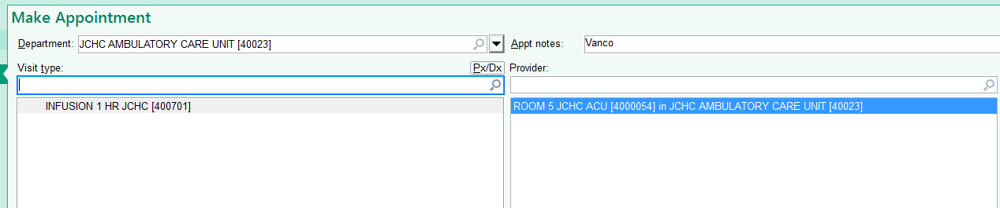 Make Appointment
Department: JCHC AMBULATORY CARE UNIT [40023] Appt notes: Vanco
Visit type: Px/Dx Provider:
INFUSION 1 HR JCHC [400701] ROOM 5 JCHC ACU [4000054] in JCHC AMBULATORY CARE UNIT [40023]